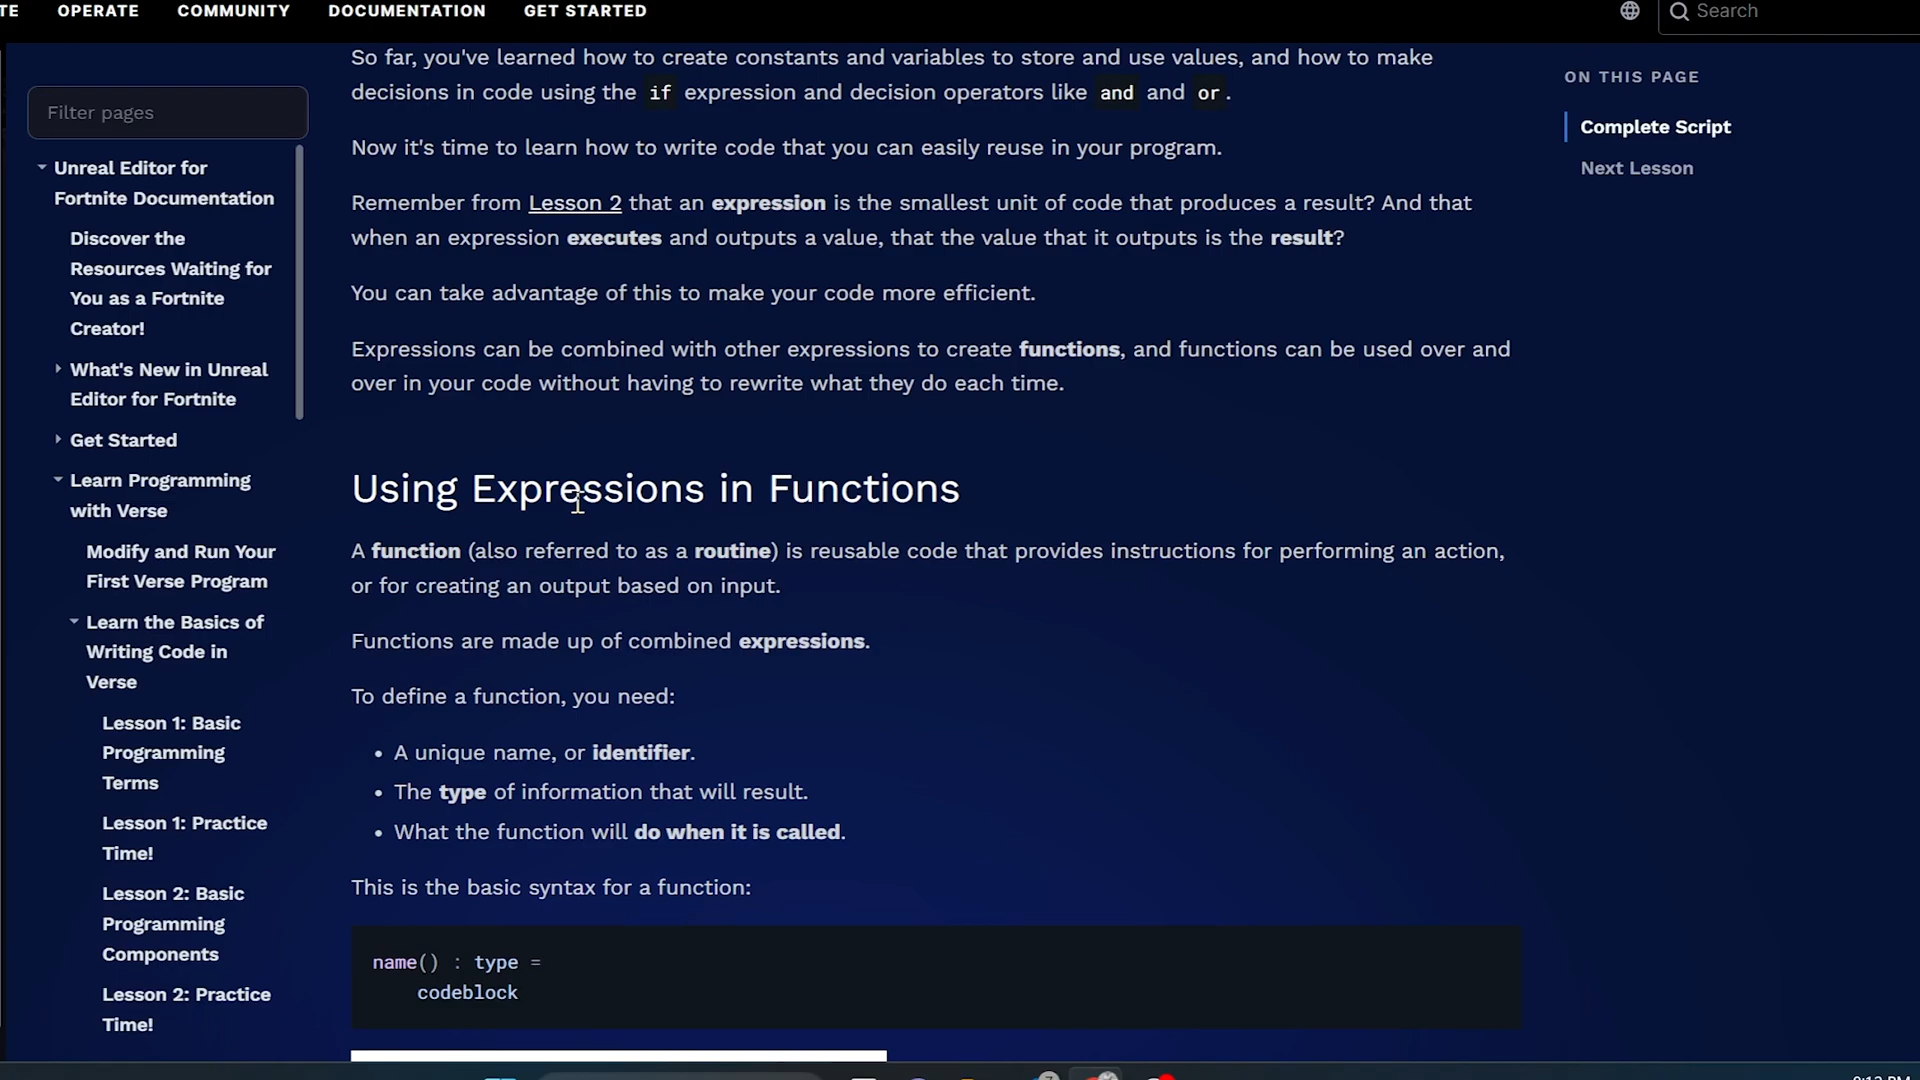 TE OPERATE COMMUNITY DOCUMENTATION GET STARTED Search
Filter pages
Unreal Editor for
Fortnite Documentation
Discover the
Resources Waiting for
You as a Fortnite
Creator!
What's New in Unreal
Editor for Fortnite
Get Started
Learn Programming
with Verse
Modify and Run Your
First Verse Program
Learn the Basics of
Writing Code in
Verse
Lesson 1: Basic
Programming
Terms
Lesson 1: Practice
Time!
Lesson 2: Basic
Programming
Components
Lesson 2: Practice
Time!
So far, you've learned how to create constants and variables to store and use values, and how to make
decisions in code using the if expression and decision operators like and and or.
Now it's time to learn how to write code that you can easily reuse in your program.
Remember from Lesson 2 that an expression is the smallest unit of code that produces a result? And that
when an expression executes and outputs a value, that the value that it outputs is the result?
You can take advantage of this to make your code more efficient.
Expressions can be combined with other expressions to create functions, and functions can be used over and
over in your code without having to rewrite what they do each time.
Using Expressions in Functions
A function (also referred to as a routine) is reusable code that provides instructions for performing an action,
or for creating an output based on input.
Functions are made up of combined expressions.
To define a function, you need:
• A unique name, or identifier.
• The type of information that will result.
• What the function will do when it is called.
This is the basic syntax for a function:
name() : type =
codeblock
ON THIS PAGE
Complete Script
Next Lesson